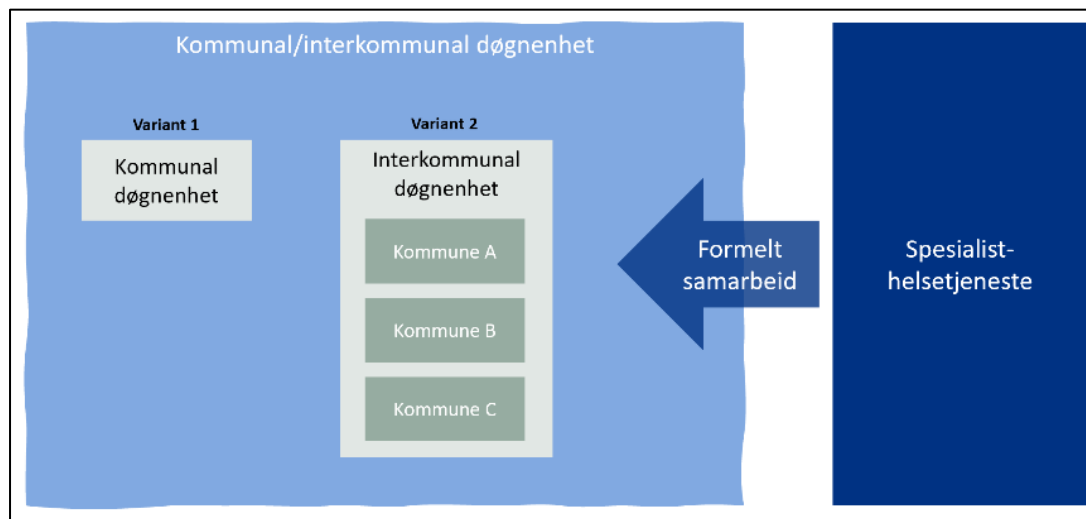 Kommunal/interkommunal døgnenhet
Variant 1
Kommunal
døgnenhet
Variant 2
Interkommunal
døgnenhet
Kommune A
Kommune B
Kommune C
Formelt
samarbeid
Spesialist-
helsetjeneste